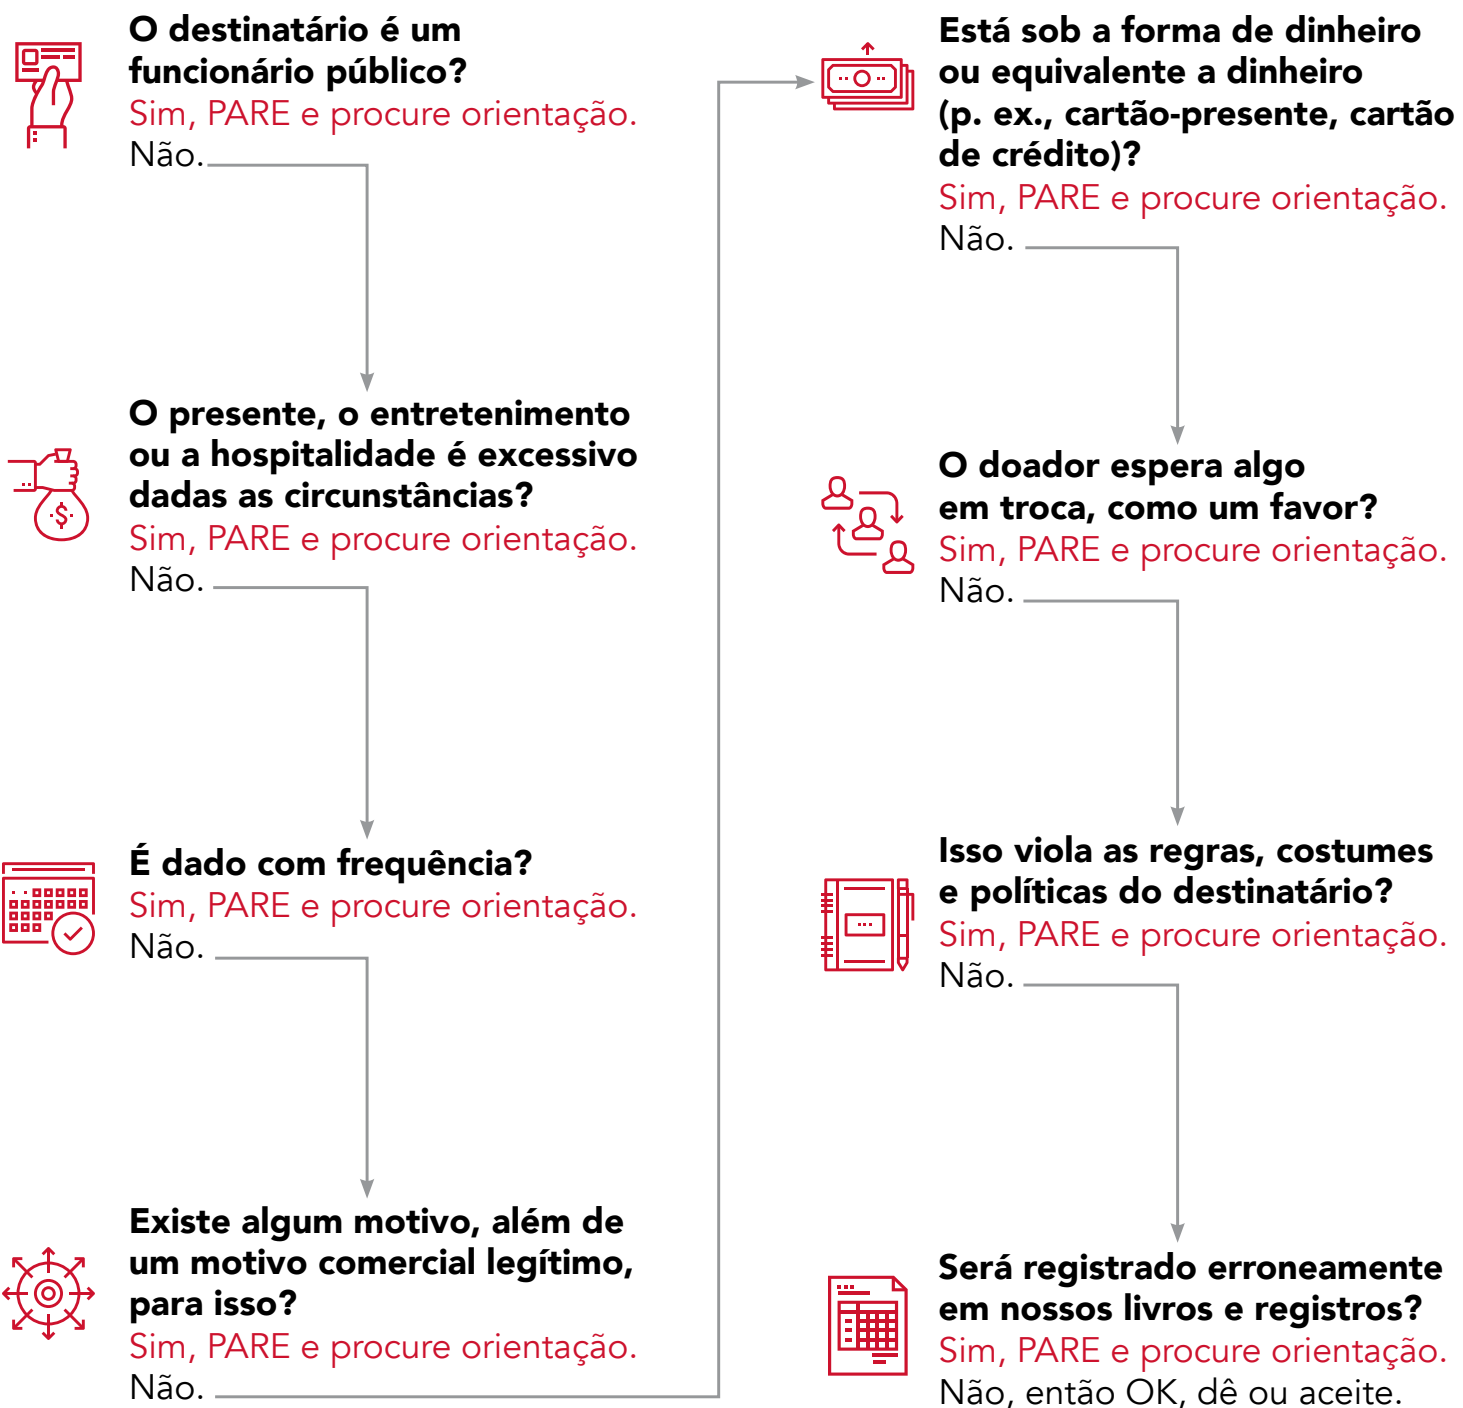 O destinatário é um
funcionário público?
Sim, PARE e procure orientação.
Não.
O presente, o entretenimento
ou a hospitalidade é excessivo
dadas as circunstâncias?
Sim, PARE e procure orientação.
Não.
É dado com frequência?
Sim, PARE e procure orientação.
Não.
Existe algum motivo, além de
um motivo comercial legítimo,
para isso?
Sim, PARE e procure orientação.
Não.
Está sob a forma de dinheiro
ou equivalente a dinheiro
(p. ex., cartão-presente, cartão
de crédito)?
Sim, PARE e procure orientação.
Não.
O doador espera algo
em troca, como um favor?
Sim, PARE e procure orientação.
Não.
Isso viola as regras, costumes
e políticas do destinatário?
Sim, PARE e procure orientação.
Não.
Será registrado erroneamente
em nossos livros e registros?
Sim, PARE e procure orientação.
Não, então OK, dê ou aceite.